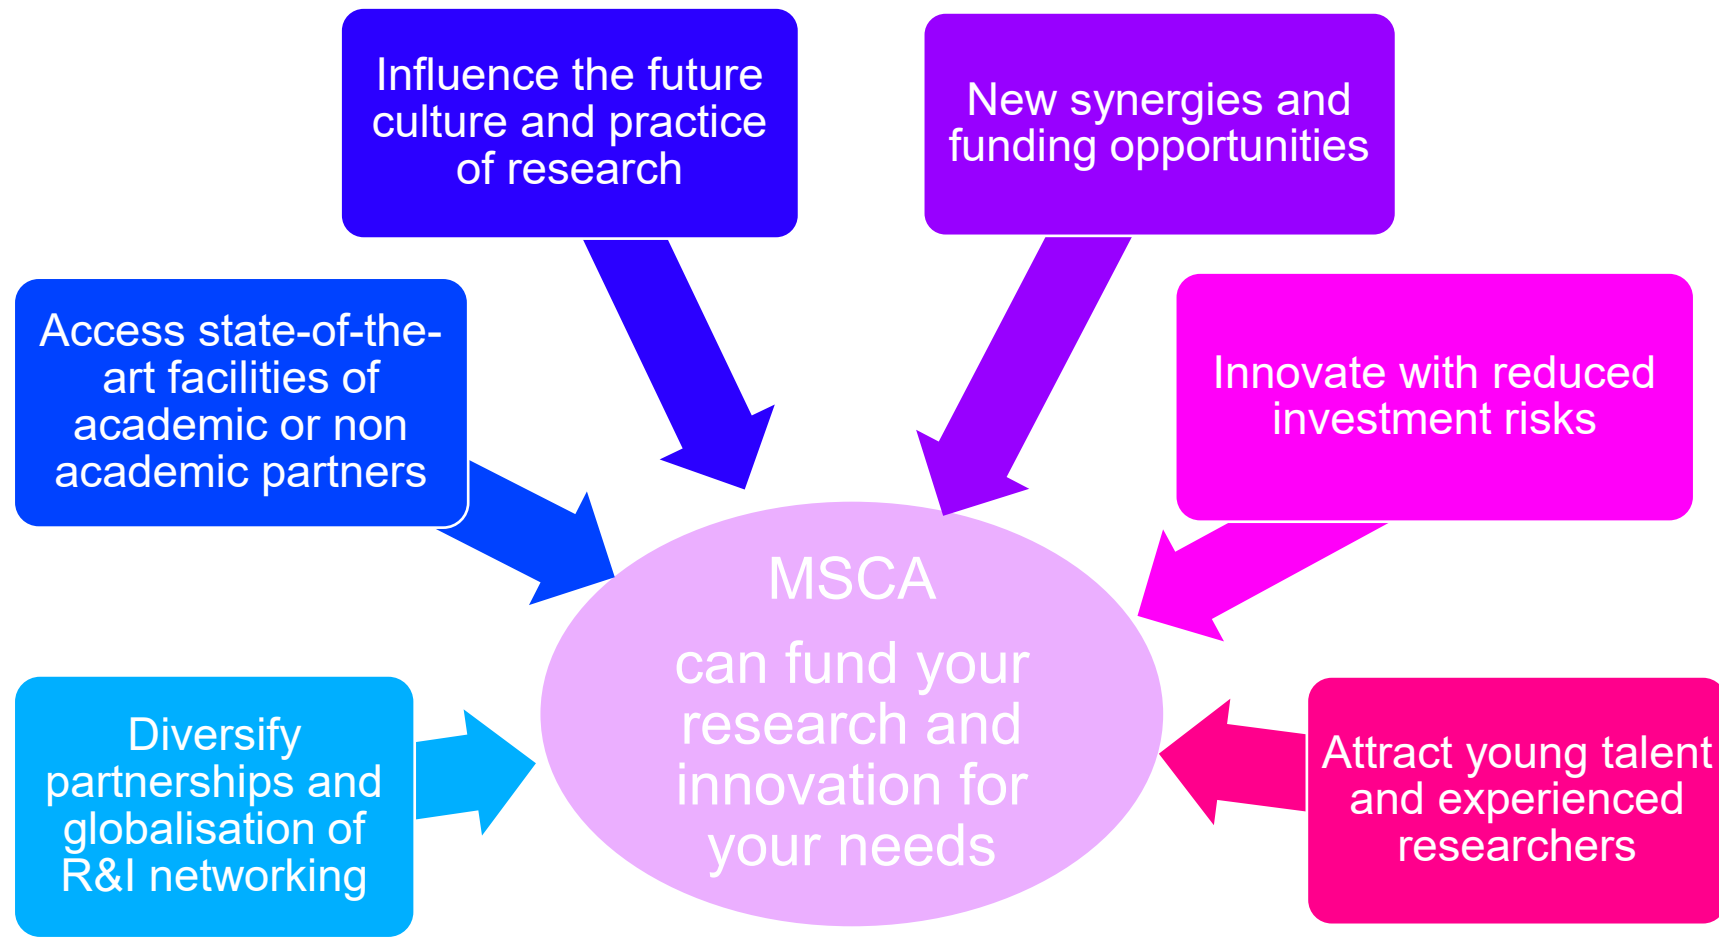 Influence the future
culture and practice
of research
New synergies and
funding opportunities
Access state-of-the-
art facilities of
academic or non
academic partners
Innovate with reduced
investment risks
MSCA
can fund your
research and
innovation for
your needs
Diversify
partnerships and
globalisation of
R&I networking
Attract young talent
and experienced
researchers